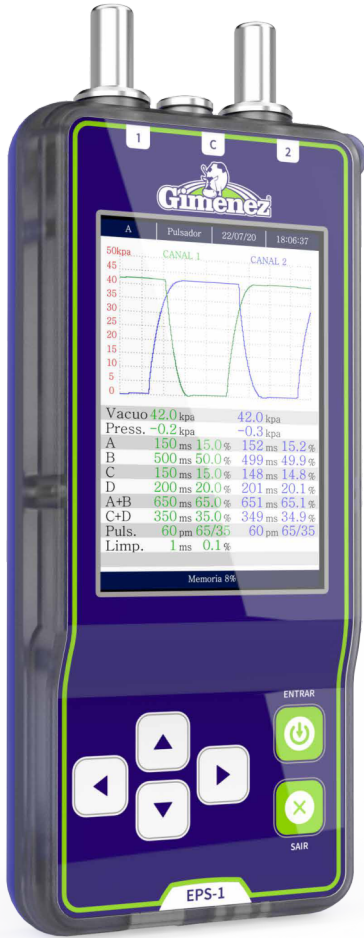 1 C 2
Gimenez
A Pulsador 22/07/20 18:06:37
50kpa CANAL 1 CANAL 2
45
40
35
30
25
20
15
10
5
0
Vacuo 42.0 kpa 42.0 kpa
Press. -0.2 kpa -0.3 kpa
A 150 ms 15.0 % 152 ms 15.2 %
B 500 ms 50.0 % 499 ms 49.9 %
C 150 ms 15.0 % 148 ms 14.8 %
D 200 ms 20.0 % 201 ms 20.1 %
A+B 650 ms 65.0 % 651 ms 65.1 %
C+D 350 ms 35.0 % 349 ms 34.9 %
Puls. 60 pm 65/35 60 pm 65/35
Limp. 1 ms 0.1 %
Memoria 8%
ENTRAR
SAIR
EPS-1